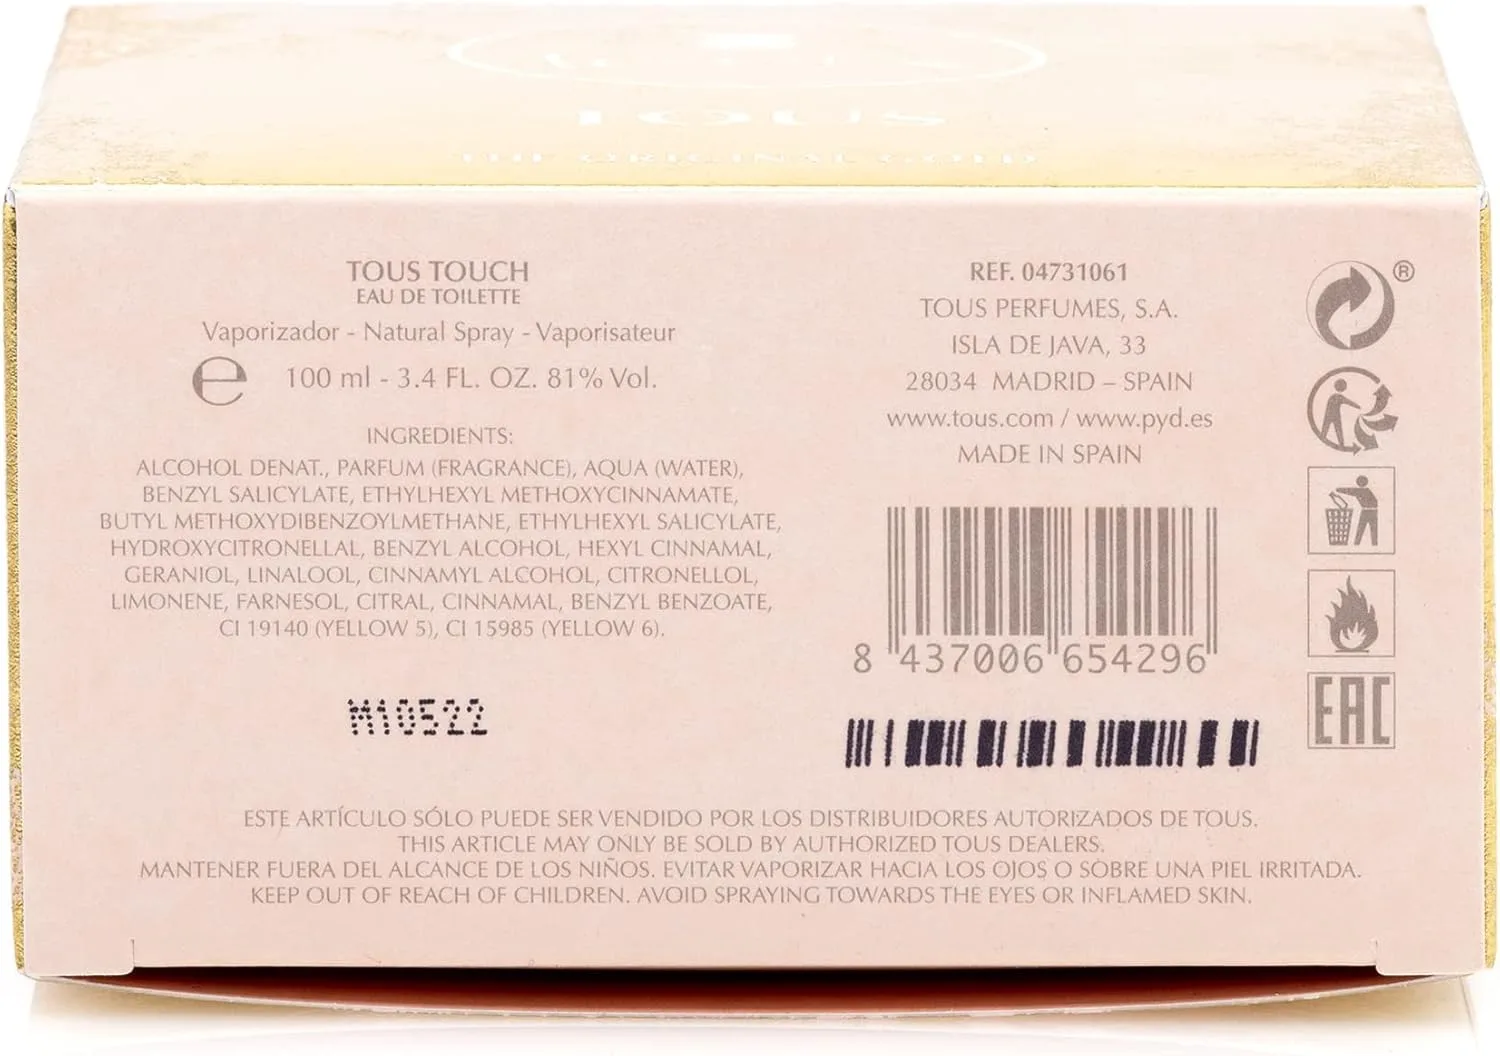 TOUS
THE ORIGINAL GOLD
TOUS TOUCH
EAU DE TOILETTE
Vaporizador - Natural Spray - Vaporisateur
℮ 100 ml - 3.4 FL. OZ. 81% Vol.
INGREDIENTS:
ALCOHOL DENAT., PARFUM (FRAGRANCE), AQUA (WATER),
BENZYL SALICYLATE, ETHYLHEXYL METHOXYCINNAMATE,
BUTYL METHOXYDIBENZOYLMETHANE, ETHYLHEXYL SALICYLATE,
HYDROXYCITRONELLAL, BENZYL ALCOHOL, HEXYL CINNAMAL,
GERANIOL, LINALOOL, CINNAMYL ALCOHOL, CITRONELLOL,
LIMONENE, FARNESOL, CITRAL, CINNAMAL, BENZYL BENZOATE,
CI 19140 (YELLOW 5), CI 15985 (YELLOW 6).
M10522
REF. 04731061
TOUS PERFUMES, S.A.
ISLA DE JAVA, 33
28034 MADRID – SPAIN
www.tous.com / www.pyd.es
MADE IN SPAIN
8 437006 654296
®
EAC
ESTE ARTÍCULO SÓLO PUEDE SER VENDIDO POR LOS DISTRIBUIDORES AUTORIZADOS DE TOUS.
THIS ARTICLE MAY ONLY BE SOLD BY AUTHORIZED TOUS DEALERS.
MANTENER FUERA DEL ALCANCE DE LOS NIÑOS. EVITAR VAPORIZAR HACIA LOS OJOS O SOBRE UNA PIEL IRRITADA.
KEEP OUT OF REACH OF CHILDREN. AVOID SPRAYING TOWARDS THE EYES OR INFLAMED SKIN.